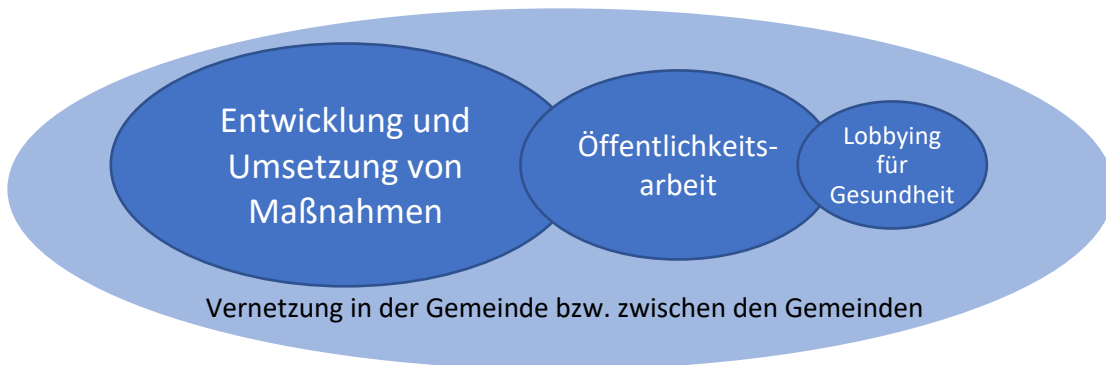 Entwicklung und
Umsetzung von
Maßnahmen
Öffentlichkeits-
arbeit
Lobbying
für
Gesundheit
Vernetzung in der Gemeinde bzw. zwischen den Gemeinden